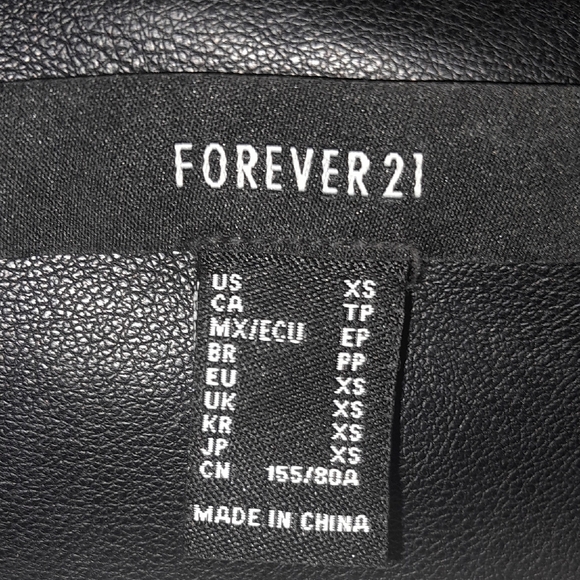 FOREVER 21
US XS
CA TP
MX/ECU EP
BR PP
EU XS
UK XS
KR XS
JP XS
CN 155/80A
MADE IN CHINA